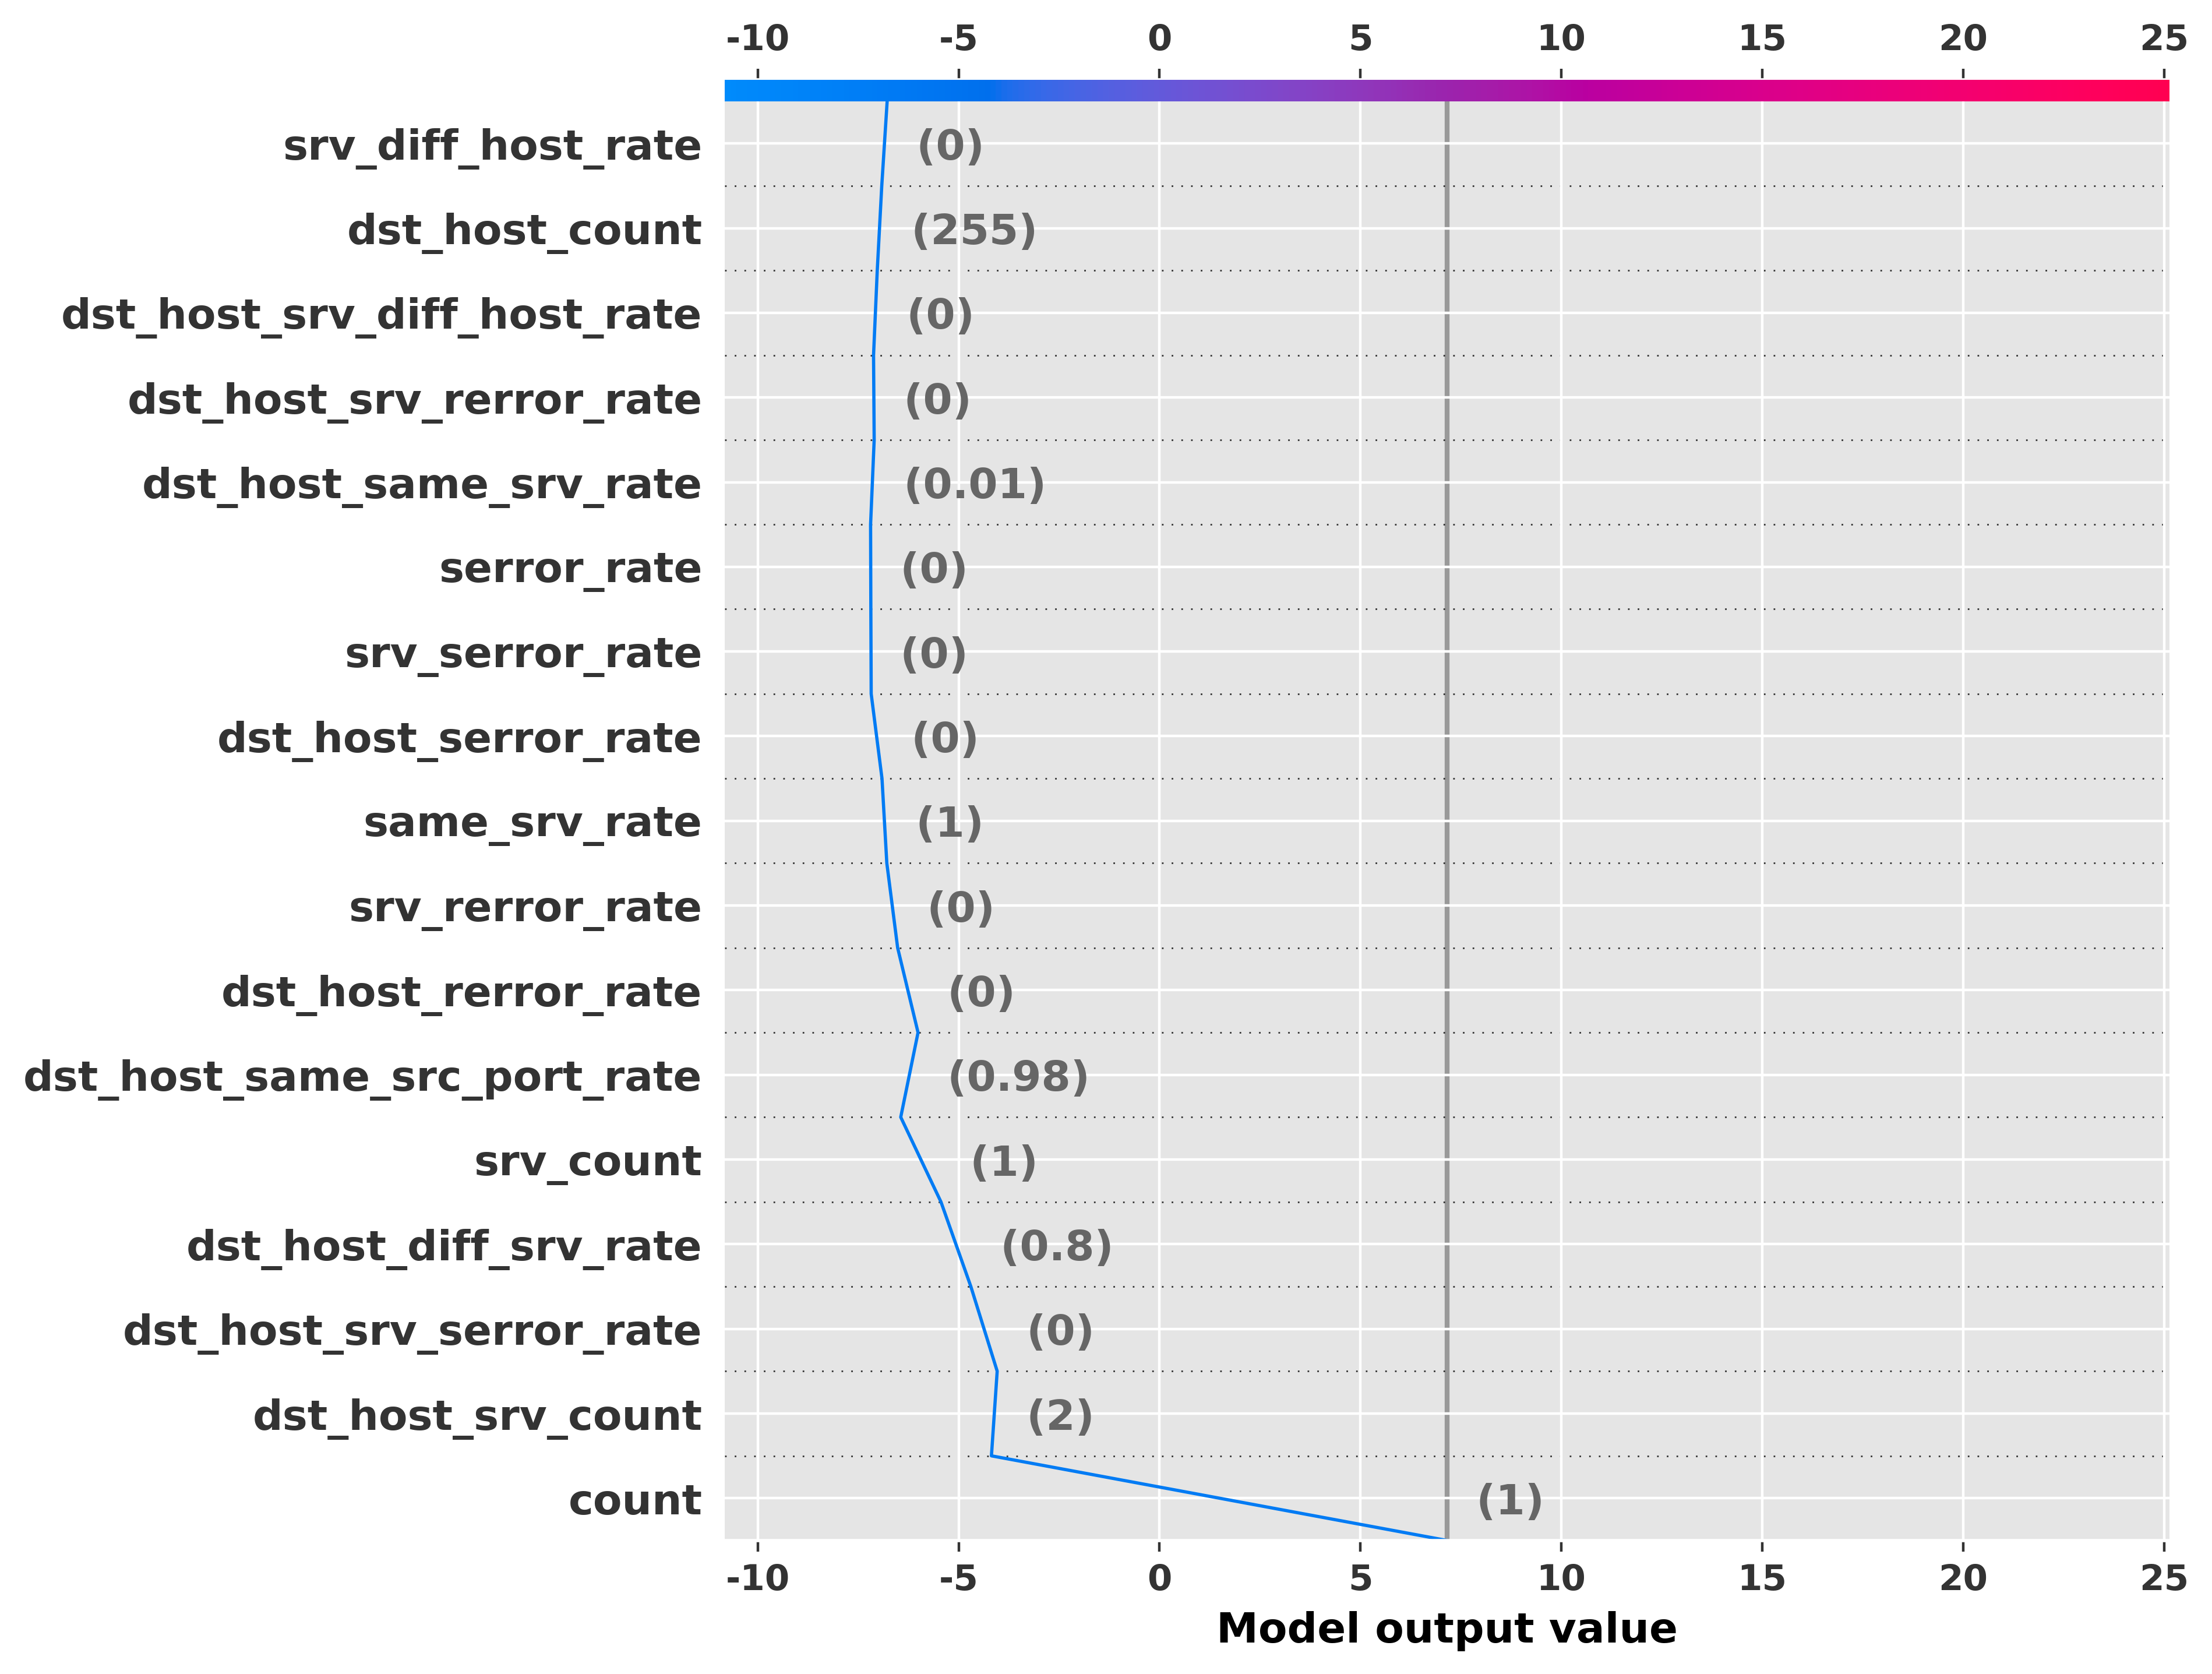 -10 -5 0 5 10 15 20 25
srv_diff_host_rate (0)
dst_host_count (255)
dst_host_srv_diff_host_rate (0)
dst_host_srv_rerror_rate (0)
dst_host_same_srv_rate (0.01)
serror_rate (0)
srv_serror_rate (0)
dst_host_serror_rate (0)
same_srv_rate (1)
srv_rerror_rate (0)
dst_host_rerror_rate (0)
dst_host_same_src_port_rate (0.98)
srv_count (1)
dst_host_diff_srv_rate (0.8)
dst_host_srv_serror_rate (0)
dst_host_srv_count (2)
count (1)
-10 -5 0 5 10 15 20 25
Model output value